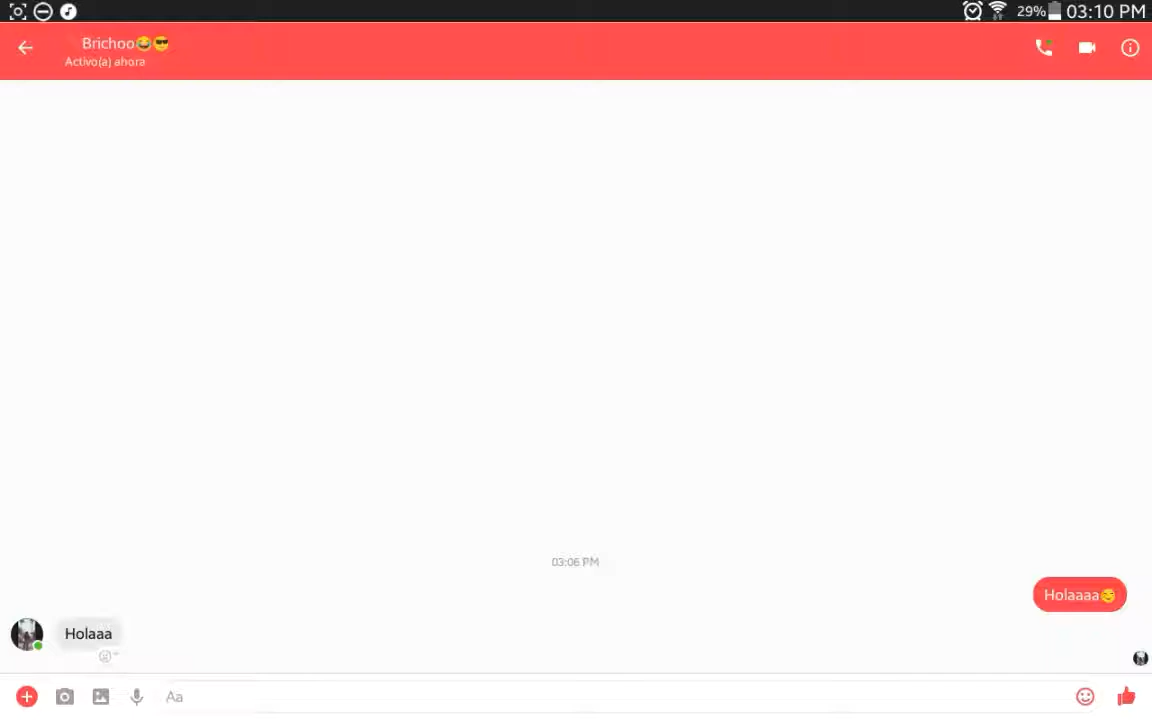 29% 03:10 PM
Brichoo😂😎
Activo(a) ahora
03:06 PM
Holaaaa😊
Holaaa
Aa